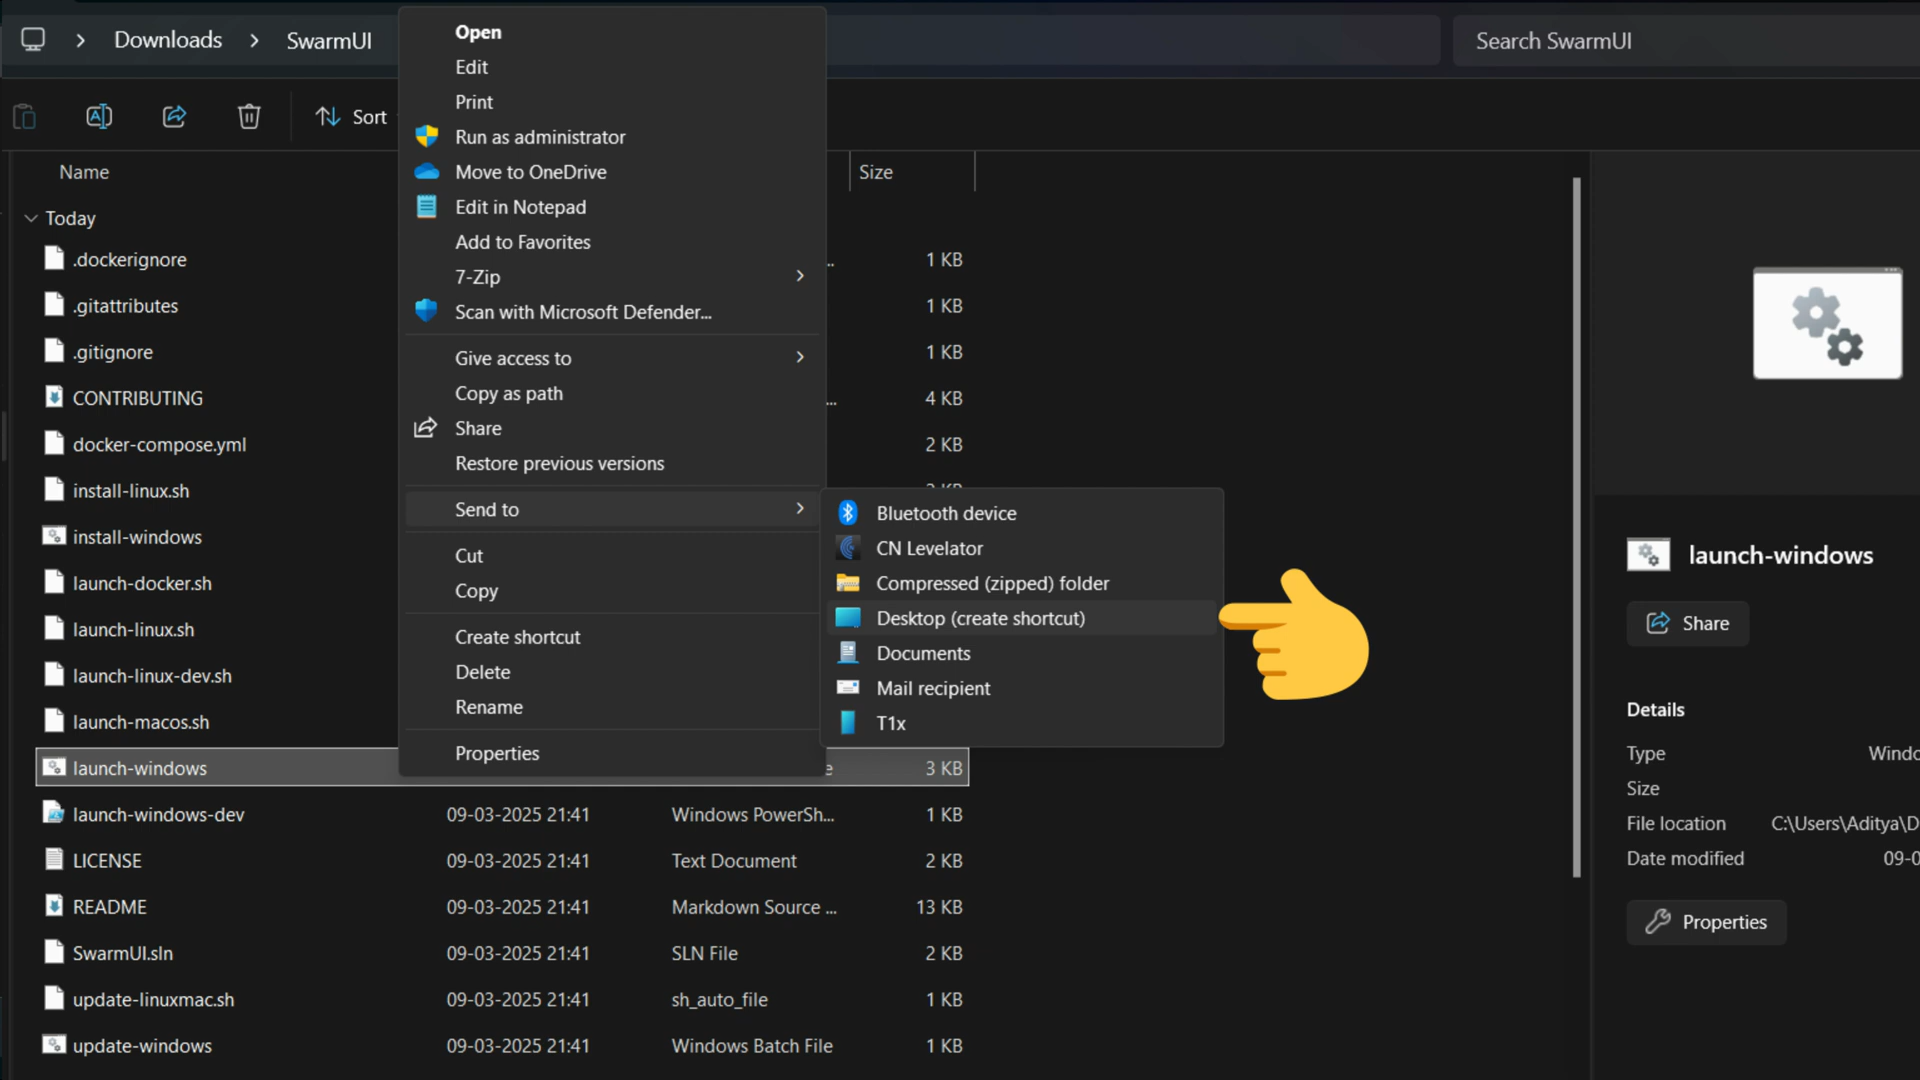 Downloads > SwarmUI
Search SwarmUI
Sort
Name
Size
Today
.dockerignore
1 KB
.gitattributes
1 KB
.gitignore
1 KB
CONTRIBUTING
4 KB
docker-compose.yml
2 KB
install-linux.sh
install-windows
launch-docker.sh
launch-linux.sh
launch-linux-dev.sh
launch-macos.sh
launch-windows
3 KB
launch-windows-dev 09-03-2025 21:41 Windows PowerSh... 1 KB
LICENSE 09-03-2025 21:41 Text Document 2 KB
README 09-03-2025 21:41 Markdown Source ... 13 KB
SwarmUI.sln 09-03-2025 21:41 SLN File 2 KB
update-linuxmac.sh 09-03-2025 21:41 sh_auto_file 1 KB
update-windows 09-03-2025 21:41 Windows Batch File 1 KB
Open
Edit
Print
Run as administrator
Move to OneDrive
Edit in Notepad
Add to Favorites
7-Zip
Scan with Microsoft Defender...
Give access to
Copy as path
Share
Restore previous versions
Send to
Cut
Copy
Create shortcut
Delete
Rename
Properties
Bluetooth device
CN Levelator
Compressed (zipped) folder
Desktop (create shortcut)
Documents
Mail recipient
T1x
launch-windows
Share
Details
Type Windo
Size
File location C:\Users\Aditya\D
Date modified 09-0
Properties